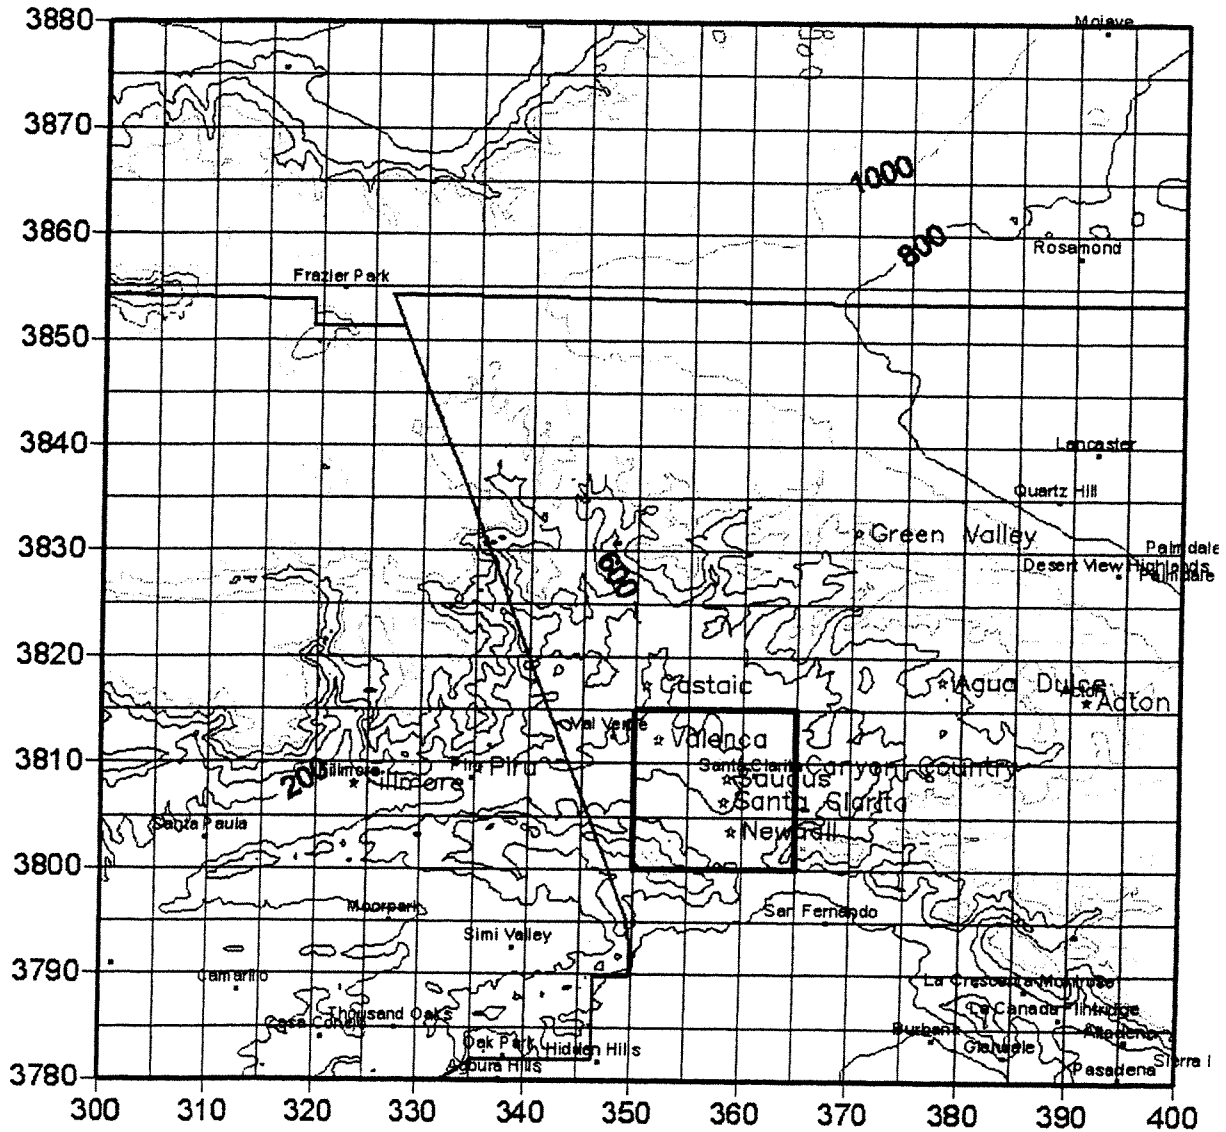 3880
Mojave
3870
1000
3860
800
Rosamond
Frazier Park
3850
3840
Lancaster
Quartz Hill
Green Valley
3830
Palmdale
600
Desert View Highlands
Palmdale
3820
Castaic
Agua Dulce
Acton
Acton
Val Verde
3810
Valenca
Santa Clarita
Canyon Country
Piru
Piru
200
Fillmore
Fillmore
Saugus
Santa Clarita
Santa Paula
Newhall
3800
Moorpark
San Fernando
Simi Valley
3790
Camarillo
La Crescenta Montrose
Thousand Oaks
La Canada Flintridge
Casa Conejo
Burbank
Altadena
Oak Park
Hidden Hills
Glendale
Agoura Hills
Sierra
Pasadena
3780
300 310 320 330 340 350 360 370 380 390 400